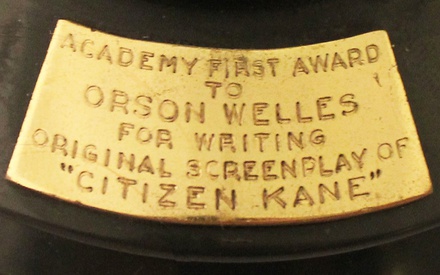 ACADEMY FIRST AWARD
TO
ORSON WELLES
FOR WRITING
ORIGINAL SCREENPLAY OF
"CITIZEN KANE"